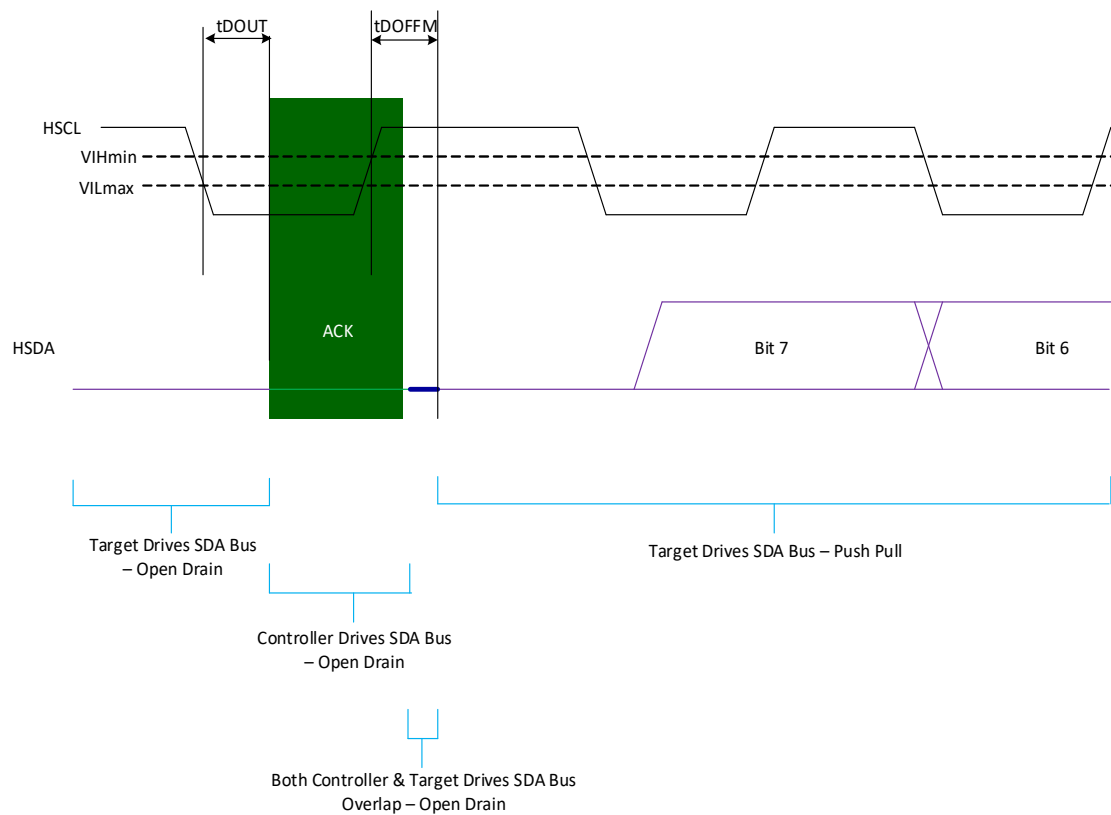 tDOUT
tDOFFM
HSCL
VIHmin
VILmax
ACK
HSDA
Bit 7
Bit 6
Target Drives SDA Bus
– Open Drain
Target Drives SDA Bus – Push Pull
Controller Drives SDA Bus
– Open Drain
Both Controller & Target Drives SDA Bus
Overlap – Open Drain